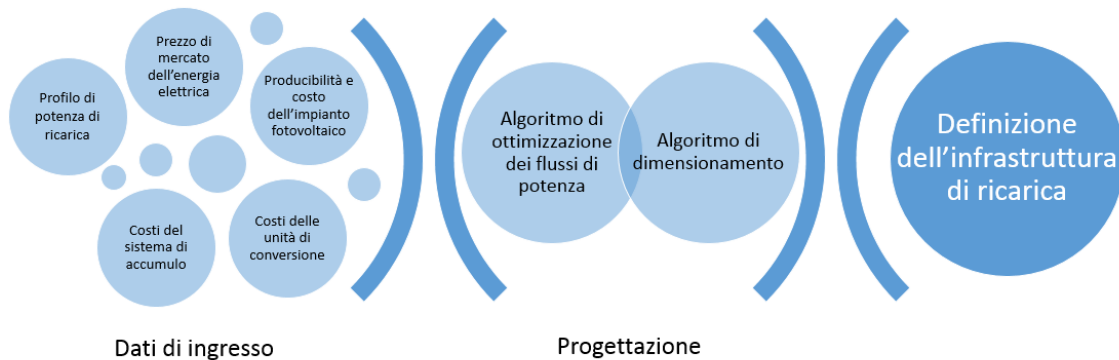 Profilo di
potenza di
ricarica
Prezzo di
mercato
dell’energia
elettrica
Producibilità e
costo
dell’impianto
fotovoltaico
Costi del
sistema di
accumulo
Costi delle
unità di
conversione
Dati di ingresso
Algoritmo di
ottimizzazione
dei flussi di
potenza
Algoritmo di
dimensionamento
Progettazione
Definizione
dell’infrastruttura
di ricarica